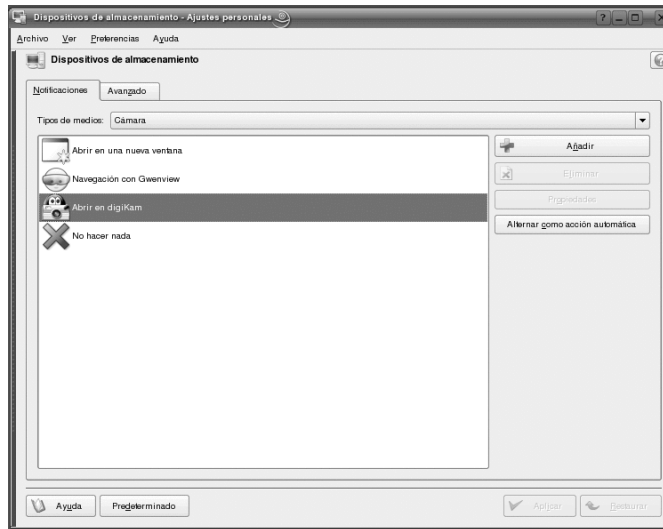 Dispositivos de almacenamiento - Ajustes personales
Archivo Ver Preferencias Ayuda
Dispositivos de almacenamiento
Notificaciones Avanzado
Tipos de medios: Cámara
Abrir en una nueva ventana
Navegación con Gwenview
Abrir en digiKam
No hacer nada
Añadir
Eliminar
Propiedades
Alternar como acción automática
Ayuda Predeterminado Aplicar Restaurar